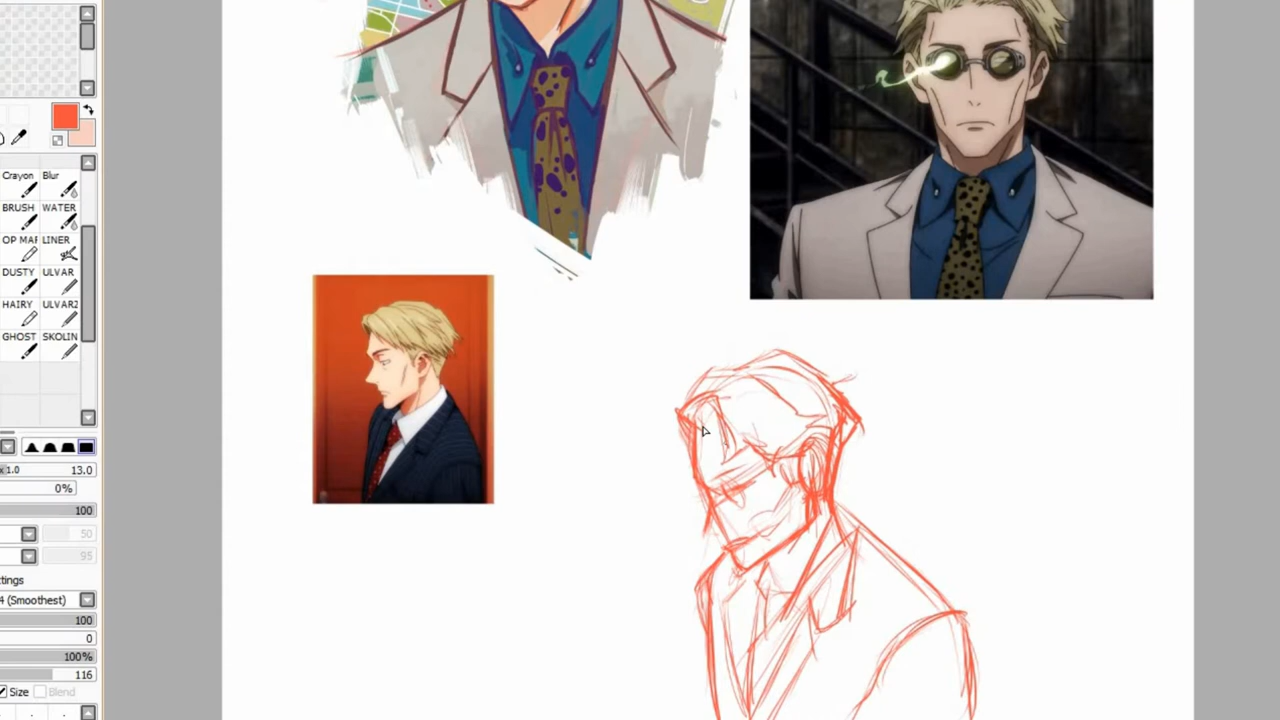 Crayon Blur
BRUSH WATER
OP MAF LINER
DUSTY ULVAR
HAIRY ULVAR2
GHOST SKOLIN
x1.0 13.0
0%
100
50
95
ttings
4 (Smoothest)
100
0
100%
116
Size Blend